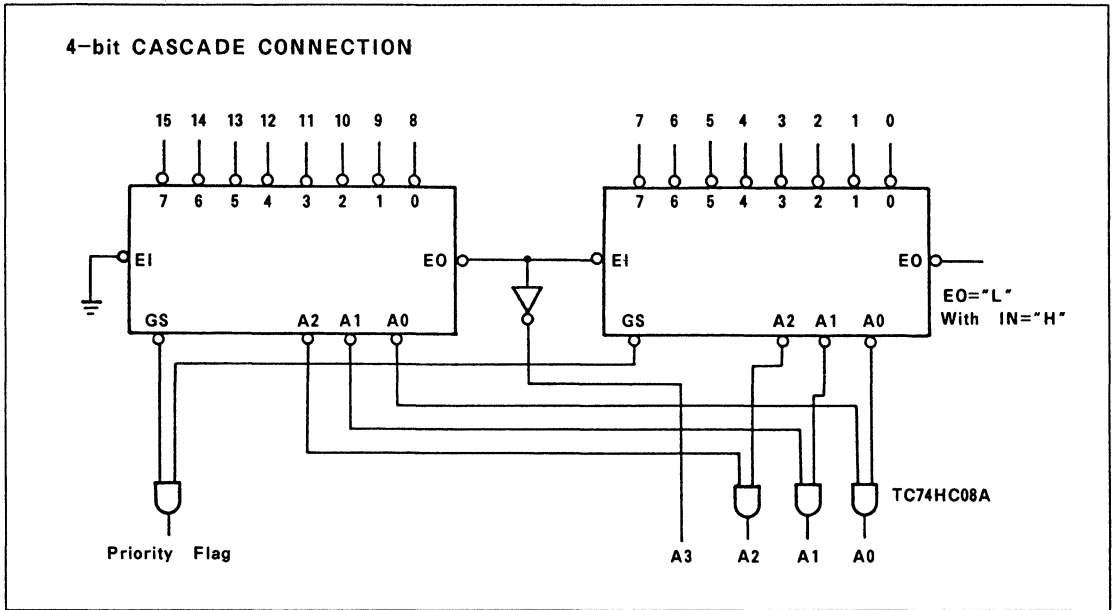 4-bit CASCADE CONNECTION
15 14 13 12 11 10 9 8
7 6 5 4 3 2 1 0
7 6 5 4 3 2 1 0
7 6 5 4 3 2 1 0
EI
EO
EI
EO
GS
A2
A1
A0
GS
A2
A1
A0
EO="L"
With IN="H"
TC74HC08A
Priority Flag
A3
A2
A1
A0